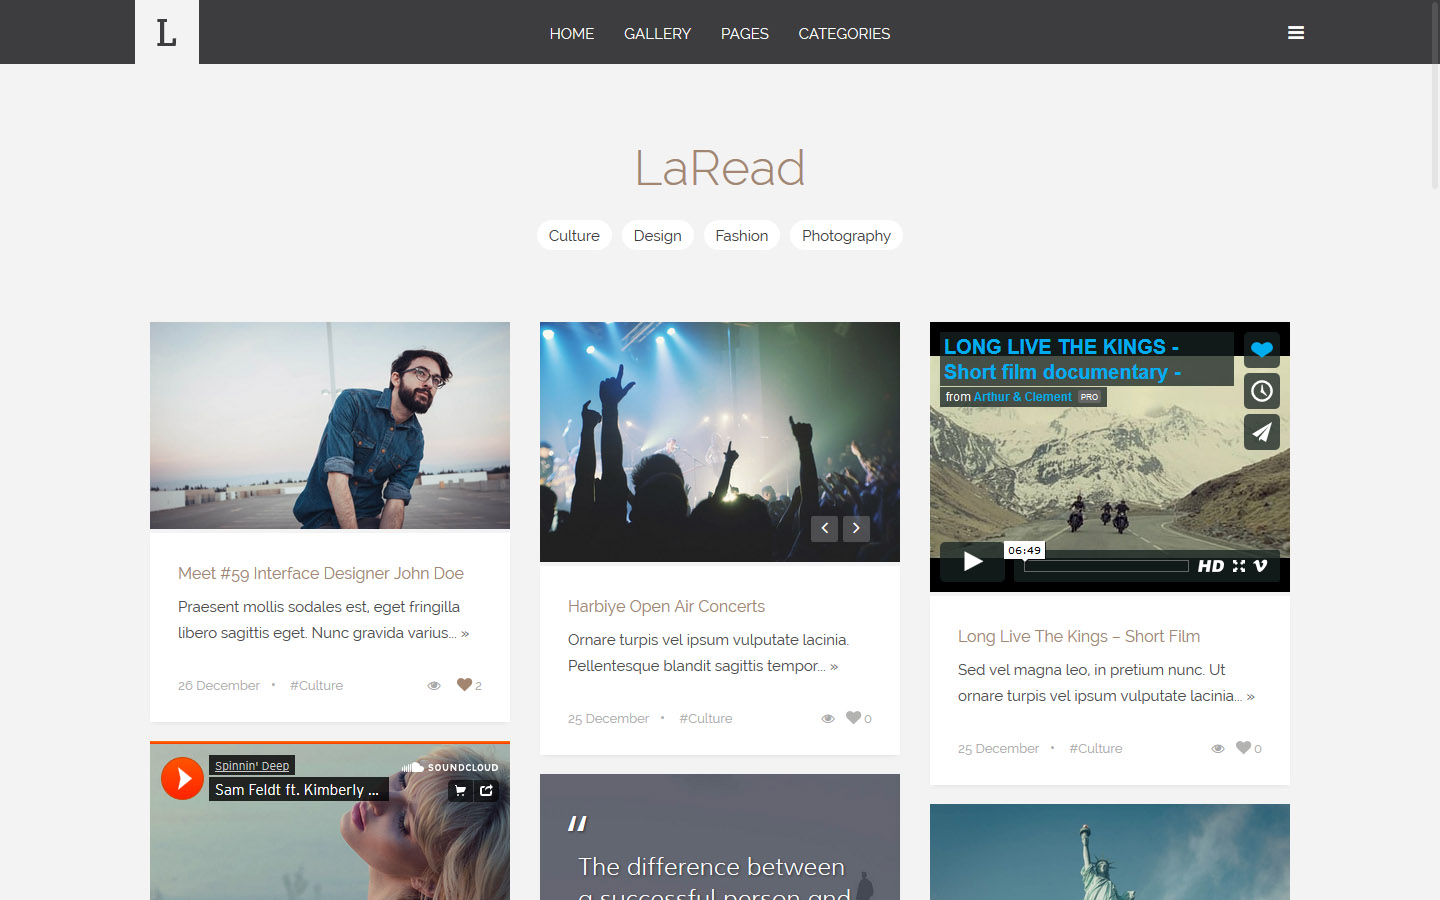 L
HOME GALLERY PAGES CATEGORIES
LaRead
Culture Design Fashion Photography
Meet #59 Interface Designer John Doe
Praesent mollis sodales est, eget fringilla
libero sagittis eget. Nunc gravida varius... »
26 December • #Culture 2
Spinnin' Deep
SOUNDCLOUD
Sam Feldt ft. Kimberly ...
Harbiye Open Air Concerts
Ornare turpis vel ipsum vulputate lacinia.
Pellentesque blandit sagittis tempor... »
25 December • #Culture 0
“
The difference between
a successful person and
LONG LIVE THE KINGS -
Short film documentary -
from Arthur & Clement PRO
06:49
HD
Long Live The Kings – Short Film
Sed vel magna leo, in pretium nunc. Ut
ornare turpis vel ipsum vulputate lacinia... »
25 December • #Culture 0